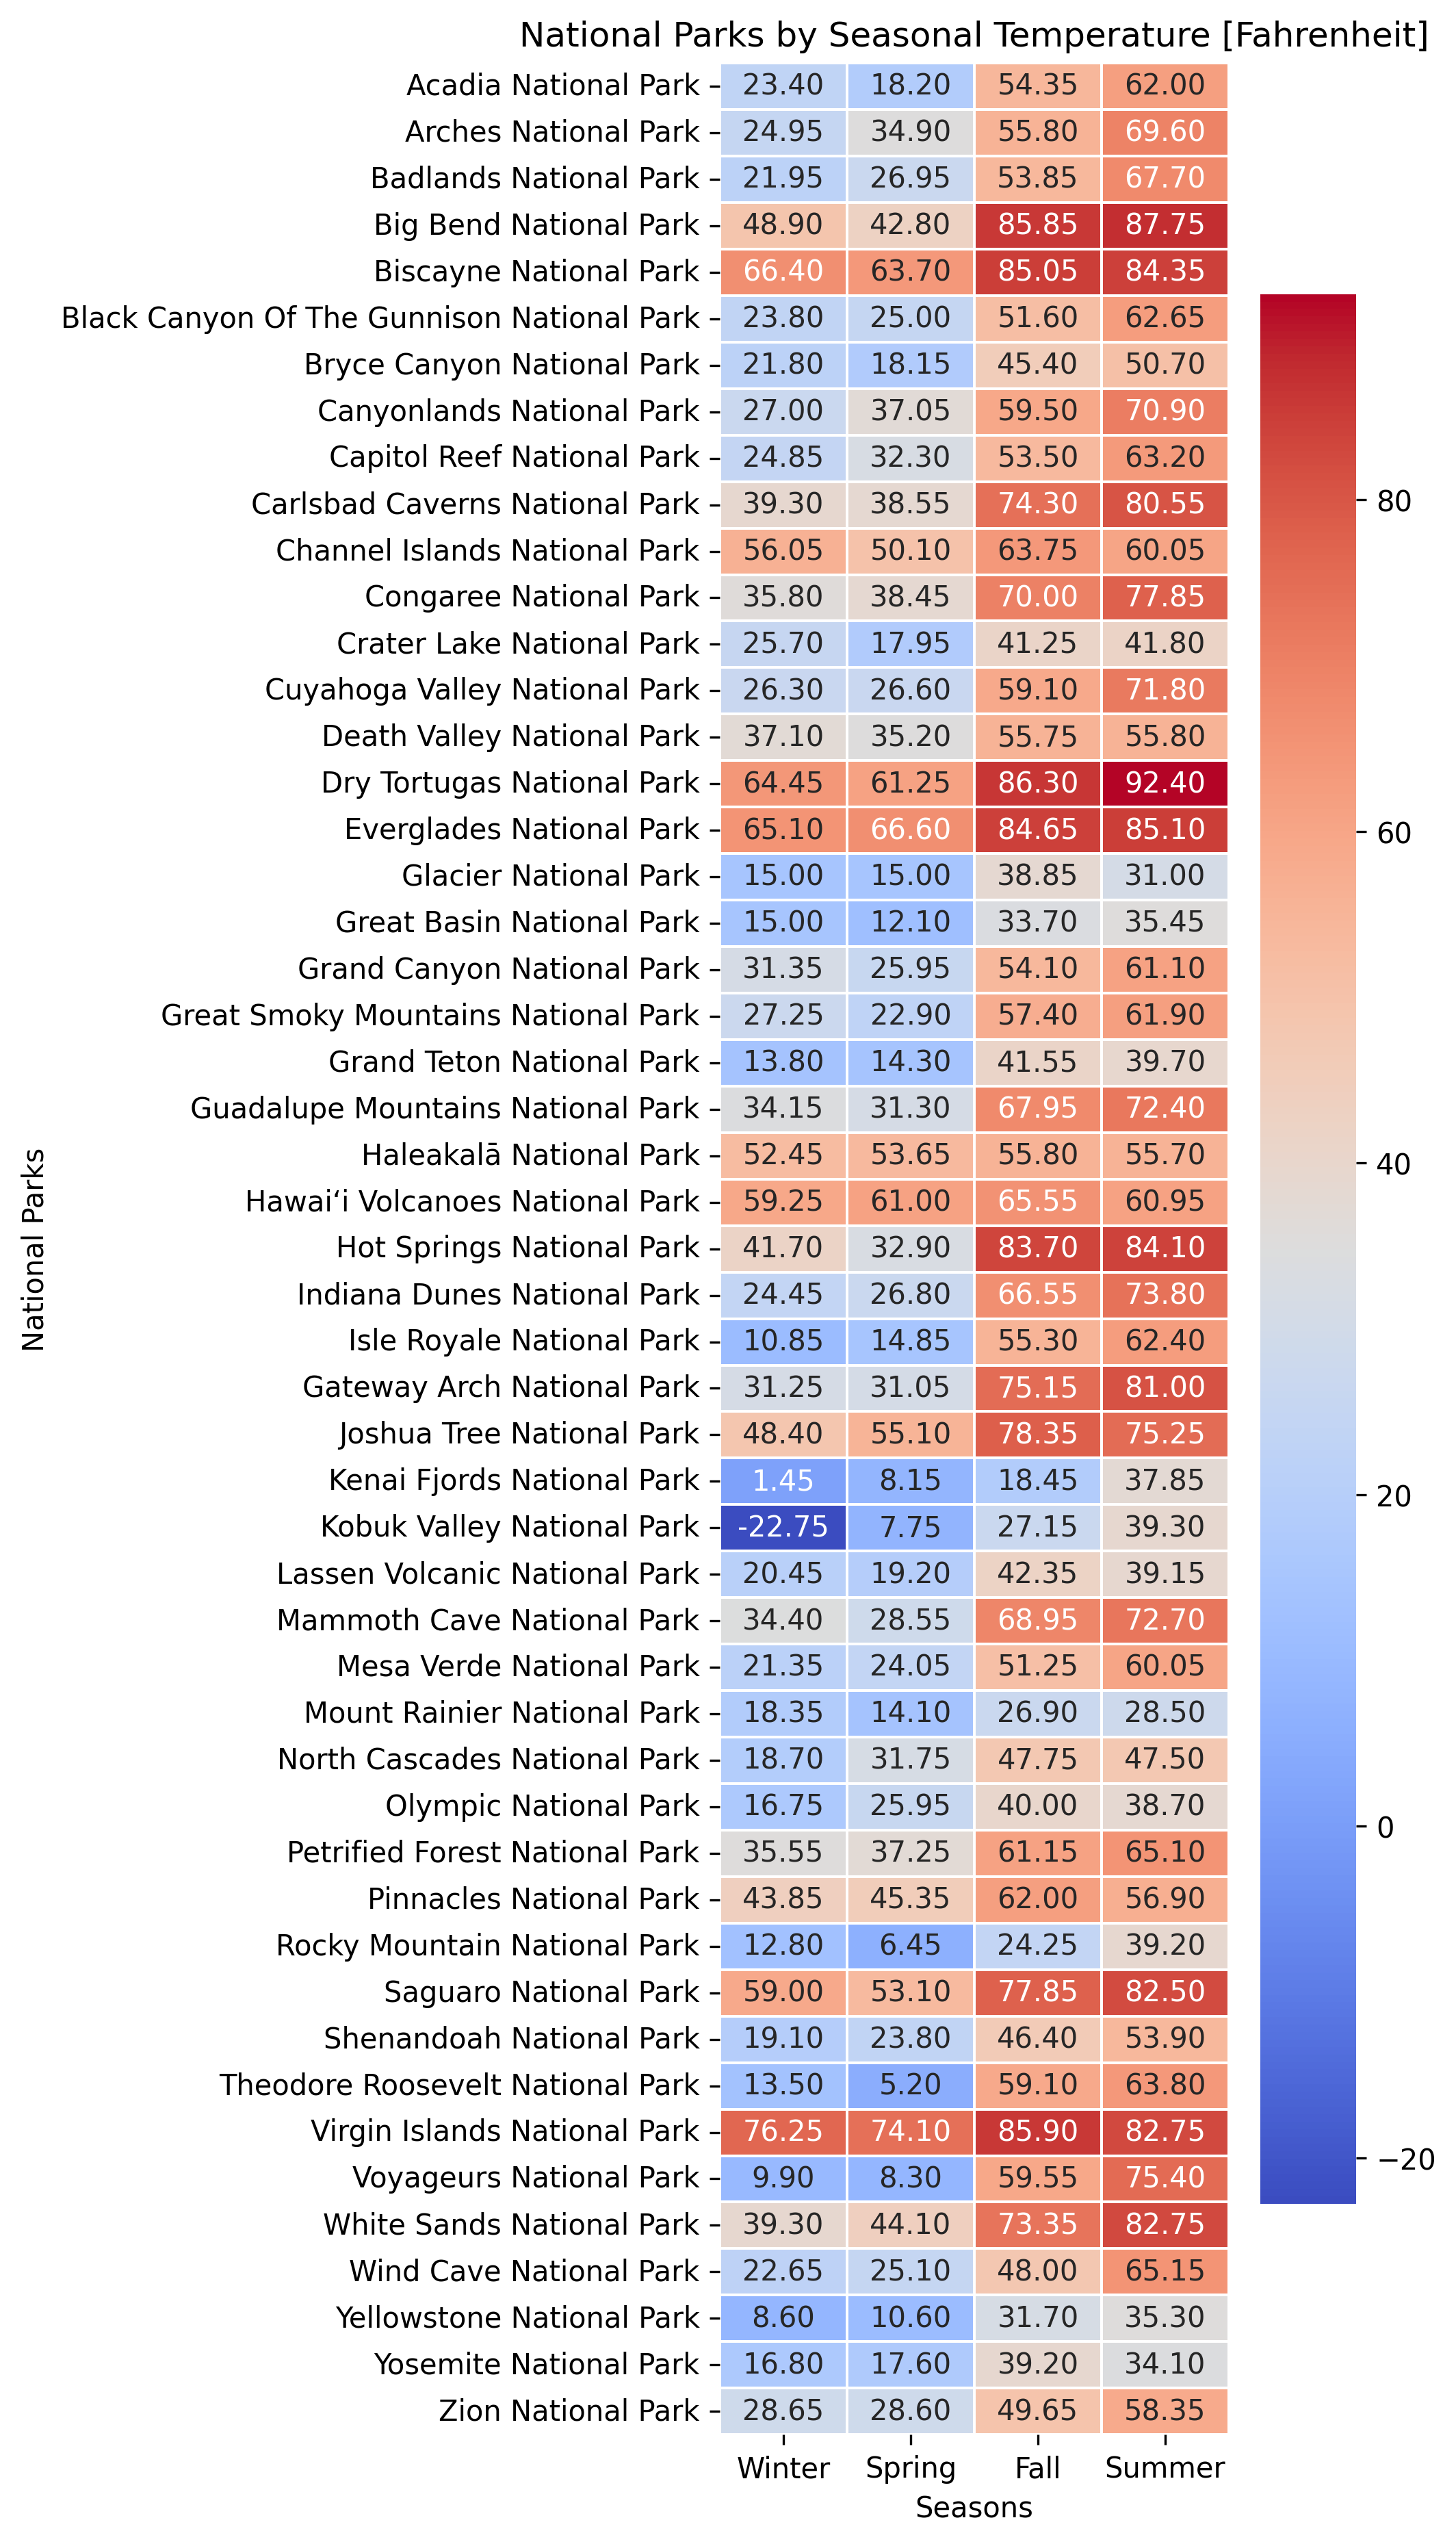 National Parks by Seasonal Temperature [Fahrenheit]
National Parks
Acadia National Park 23.40 18.20 54.35 62.00
Arches National Park 24.95 34.90 55.80 69.60
Badlands National Park 21.95 26.95 53.85 67.70
Big Bend National Park 48.90 42.80 85.85 87.75
Biscayne National Park 66.40 63.70 85.05 84.35
Black Canyon Of The Gunnison National Park 23.80 25.00 51.60 62.65
Bryce Canyon National Park 21.80 18.15 45.40 50.70
Canyonlands National Park 27.00 37.05 59.50 70.90
Capitol Reef National Park 24.85 32.30 53.50 63.20
Carlsbad Caverns National Park 39.30 38.55 74.30 80.55
Channel Islands National Park 56.05 50.10 63.75 60.05
Congaree National Park 35.80 38.45 70.00 77.85
Crater Lake National Park 25.70 17.95 41.25 41.80
Cuyahoga Valley National Park 26.30 26.60 59.10 71.80
Death Valley National Park 37.10 35.20 55.75 55.80
Dry Tortugas National Park 64.45 61.25 86.30 92.40
Everglades National Park 65.10 66.60 84.65 85.10
Glacier National Park 15.00 15.00 38.85 31.00
Great Basin National Park 15.00 12.10 33.70 35.45
Grand Canyon National Park 31.35 25.95 54.10 61.10
Great Smoky Mountains National Park 27.25 22.90 57.40 61.90
Grand Teton National Park 13.80 14.30 41.55 39.70
Guadalupe Mountains National Park 34.15 31.30 67.95 72.40
Haleakalā National Park 52.45 53.65 55.80 55.70
Hawai‘i Volcanoes National Park 59.25 61.00 65.55 60.95
Hot Springs National Park 41.70 32.90 83.70 84.10
Indiana Dunes National Park 24.45 26.80 66.55 73.80
Isle Royale National Park 10.85 14.85 55.30 62.40
Gateway Arch National Park 31.25 31.05 75.15 81.00
Joshua Tree National Park 48.40 55.10 78.35 75.25
Kenai Fjords National Park 1.45 8.15 18.45 37.85
Kobuk Valley National Park -22.75 7.75 27.15 39.30
Lassen Volcanic National Park 20.45 19.20 42.35 39.15
Mammoth Cave National Park 34.40 28.55 68.95 72.70
Mesa Verde National Park 21.35 24.05 51.25 60.05
Mount Rainier National Park 18.35 14.10 26.90 28.50
North Cascades National Park 18.70 31.75 47.75 47.50
Olympic National Park 16.75 25.95 40.00 38.70
Petrified Forest National Park 35.55 37.25 61.15 65.10
Pinnacles National Park 43.85 45.35 62.00 56.90
Rocky Mountain National Park 12.80 6.45 24.25 39.20
Saguaro National Park 59.00 53.10 77.85 82.50
Shenandoah National Park 19.10 23.80 46.40 53.90
Theodore Roosevelt National Park 13.50 5.20 59.10 63.80
Virgin Islands National Park 76.25 74.10 85.90 82.75
Voyageurs National Park 9.90 8.30 59.55 75.40
White Sands National Park 39.30 44.10 73.35 82.75
Wind Cave National Park 22.65 25.10 48.00 65.15
Yellowstone National Park 8.60 10.60 31.70 35.30
Yosemite National Park 16.80 17.60 39.20 34.10
Zion National Park 28.65 28.60 49.65 58.35
Winter Spring Fall Summer
Seasons
80
60
40
20
0
−20